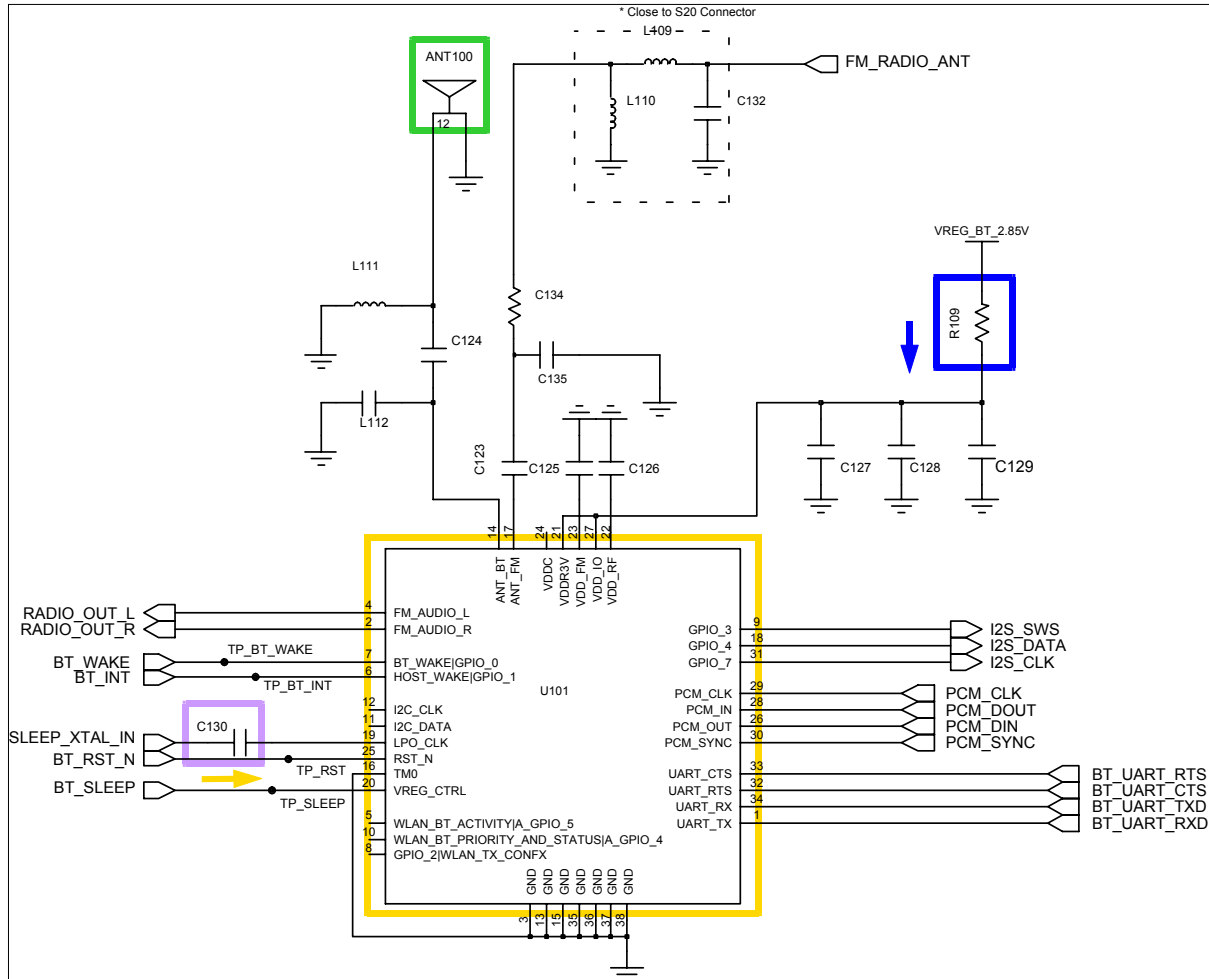 * Close to S20 Connector
L409
ANT100
FM_RADIO_ANT
L110
C132
12
VREG_BT_2.85V
L111
C134
R109
C124
C135
L112
C123
C125
C126
C127
C128
C129
14
17
24
21
23
27
22
ANT_BT
ANT_FM
VDDC
VDDR3V
VDD_FM
VDD_IO
VDD_RF
RADIO_OUT_L
4
FM_AUDIO_L
RADIO_OUT_R
2
FM_AUDIO_R
GPIO_3
9
I2S_SWS
GPIO_4
18
I2S_DATA
GPIO_7
31
I2S_CLK
TP_BT_WAKE
BT_WAKE
7
BT_WAKE|GPIO_0
BT_INT
6
HOST_WAKE|GPIO_1
TP_BT_INT
U101
PCM_CLK
29
PCM_CLK
PCM_IN
28
PCM_DOUT
PCM_OUT
26
PCM_DIN
PCM_SYNC
30
PCM_SYNC
12
I2C_CLK
11
I2C_DATA
C130
SLEEP_XTAL_IN
19
LPO_CLK
BT_RST_N
25
RST_N
TP_RST
16
TM0
BT_SLEEP
20
VREG_CTRL
TP_SLEEP
UART_CTS
33
BT_UART_RTS
UART_RTS
32
BT_UART_CTS
UART_RX
34
BT_UART_TXD
UART_TX
1
BT_UART_RXD
5
WLAN_BT_ACTIVITY|A_GPIO_5
10
WLAN_BT_PRIORITY_AND_STATUS|A_GPIO_4
8
GPIO_2|WLAN_TX_CONFX
GND
GND
GND
GND
GND
GND
GND
3
13
15
35
36
37
38